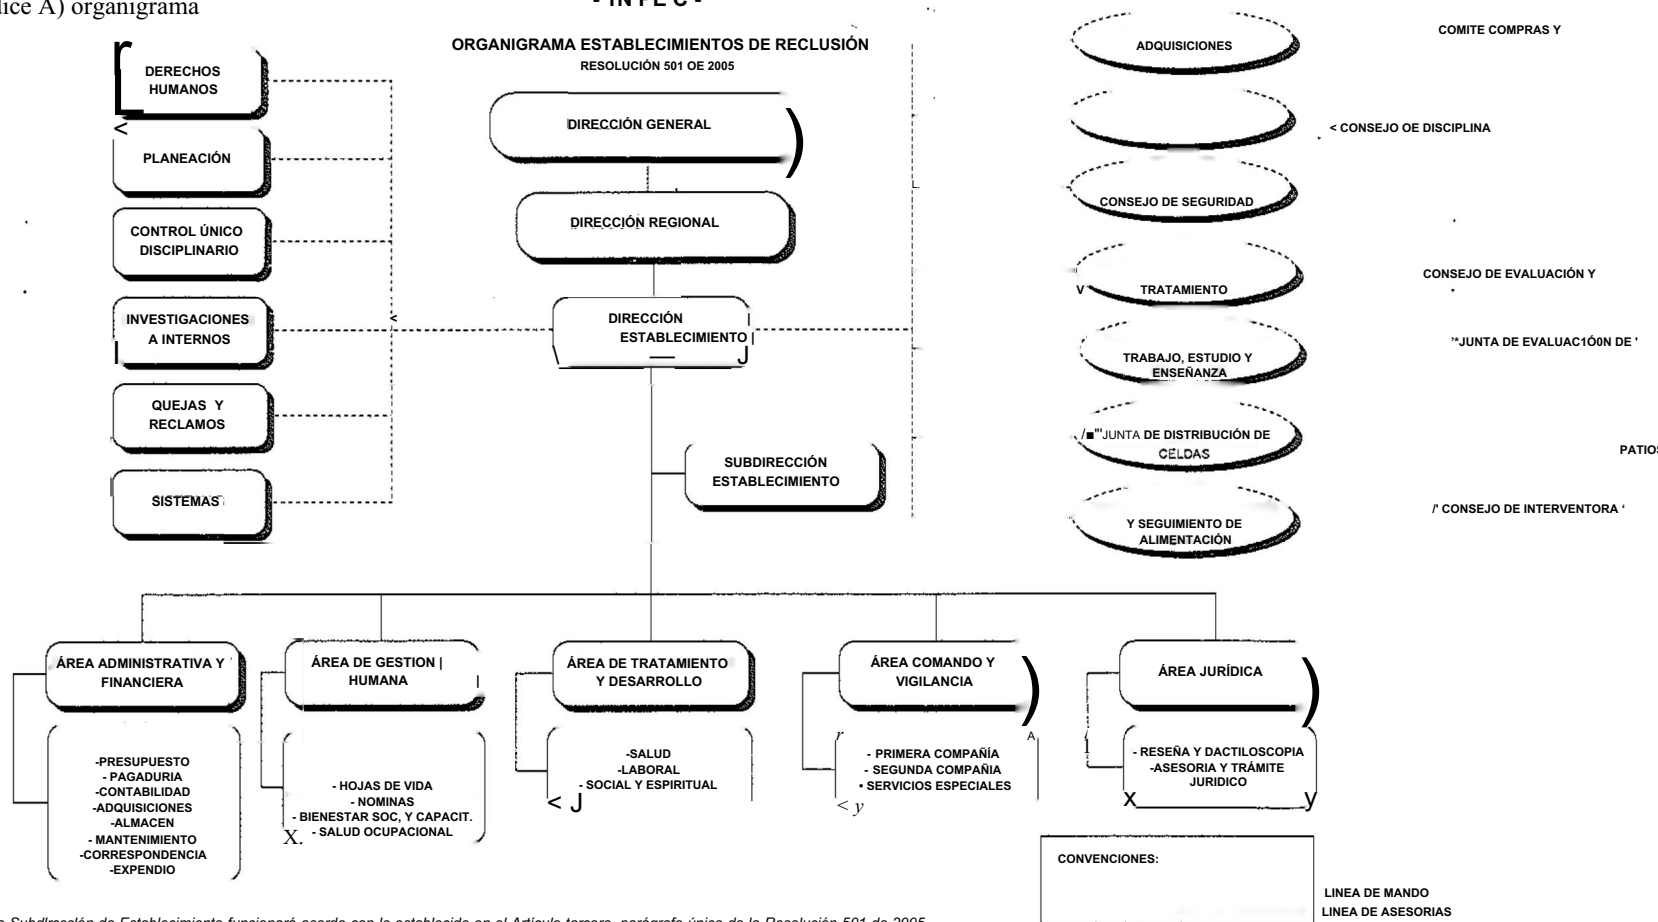 dice A) organigrama
- IN PE C -
ORGANIGRAMA ESTABLECIMIENTOS DE RECLUSIÓN
RESOLUCIÓN 501 OE 2005
DERECHOS
HUMANOS
PLANEACIÓN
CONTROL ÚNICO
DISCIPLINARIO
INVESTIGACIONES
A INTERNOS
QUEJAS Y
RECLAMOS
SISTEMAS
DIRECCIÓN GENERAL
DIRECCIÓN REGIONAL
DIRECCIÓN
ESTABLECIMIENTO
SUBDIRECCIÓN
ESTABLECIMIENTO
COMITE COMPRAS Y
ADQUISICIONES
< CONSEJO OE DISCIPLINA
CONSEJO DE SEGURIDAD
CONSEJO DE EVALUACIÓN Y
V TRATAMIENTO
'*JUNTA DE EVALUAC1Ó0N DE '
TRABAJO, ESTUDIO Y
ENSEÑANZA
/■"'JUNTA DE DISTRIBUCIÓN DE
PATIOS
CELDAS
/' CONSEJO DE INTERVENTORA ‘
Y SEGUIMIENTO DE
ALIMENTACIÓN
ÁREA ADMINISTRATIVA Y '
FINANCIERA
-PRESUPUESTO
- PAGADURIA
-CONTABILIDAD
-ADQUISICIONES
-ALMACEN
- MANTENIMIENTO
-CORRESPONDENCIA
-EXPENDIO
ÁREA DE GESTION |
HUMANA
- HOJAS DE VIDA
- NOMINAS
- BIENESTAR SOC, Y CAPACIT.
X. - SALUD OCUPACIONAL
ÁREA DE TRATAMIENTO
Y DESARROLLO
-SALUD
-LABORAL
- SOCIAL Y ESPIRITUAL
< J
ÁREA COMANDO Y
VIGILANCIA
r A
- PRIMERA COMPAÑÍA
- SEGUNDA COMPAÑIA
• SERVICIOS ESPECIALES
< y
ÁREA JURÍDICA
- RESEÑA Y DACTILOSCOPIA
-ASESORIA Y TRÁMITE
JURIDICO
x y
CONVENCIONES:
LINEA DE MANDO
LINEA DE ASESORIAS